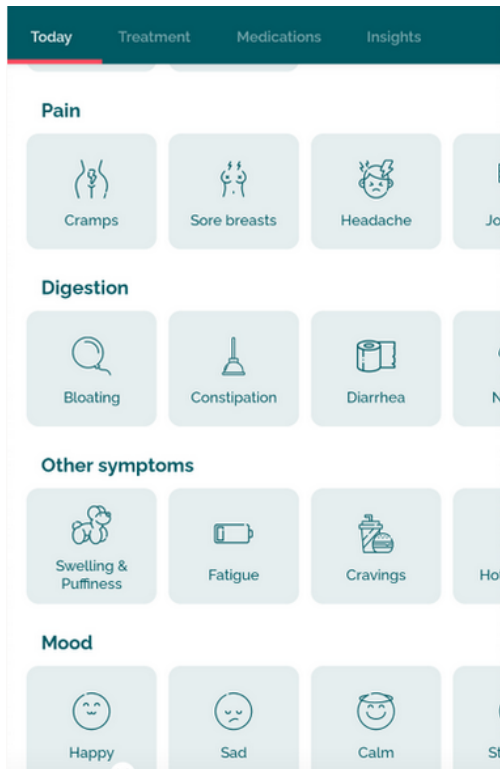 Today Treatment Medications Insights
Pain
Cramps Sore breasts Headache
Digestion
Bloating Constipation Diarrhea
Other symptoms
Swelling &
Puffiness
Fatigue Cravings
Mood
Happy Sad Calm